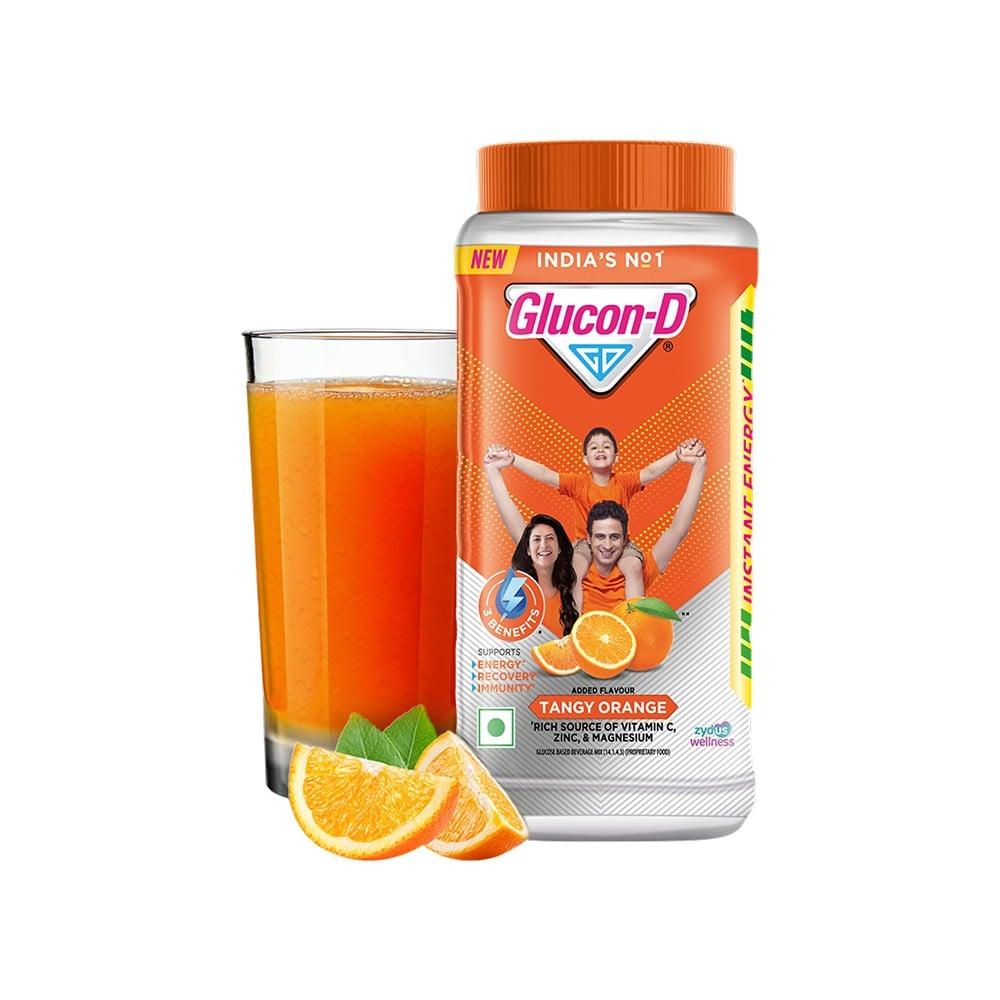 NEW INDIA'S Nº1
Glucon-D
GD ®
INSTANT ENERGY*
3 BENEFITS*
SUPPORTS
ENERGY
RECOVERY
IMMUNITY
ADDED FLAVOUR
TANGY ORANGE
RICH SOURCE OF VITAMIN C,
ZINC, & MAGNESIUM
GLUCOSE BASED BEVERAGE MIX (14.1.4.3) (PROPRIETARY FOOD)
zydus
wellness